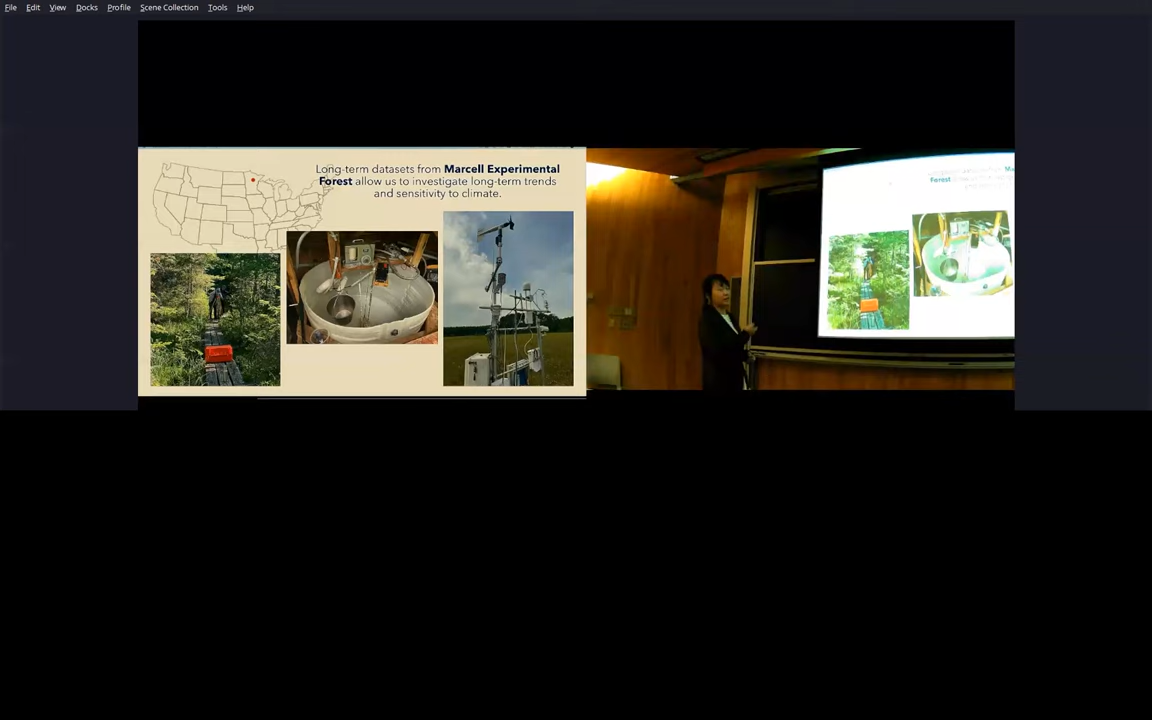 File Edit View Docks Profile Scene Collection Tools Help
Long-term datasets from Marcell Experimental
Forest allow us to investigate long-term trends
and sensitivity to climate.
Forest